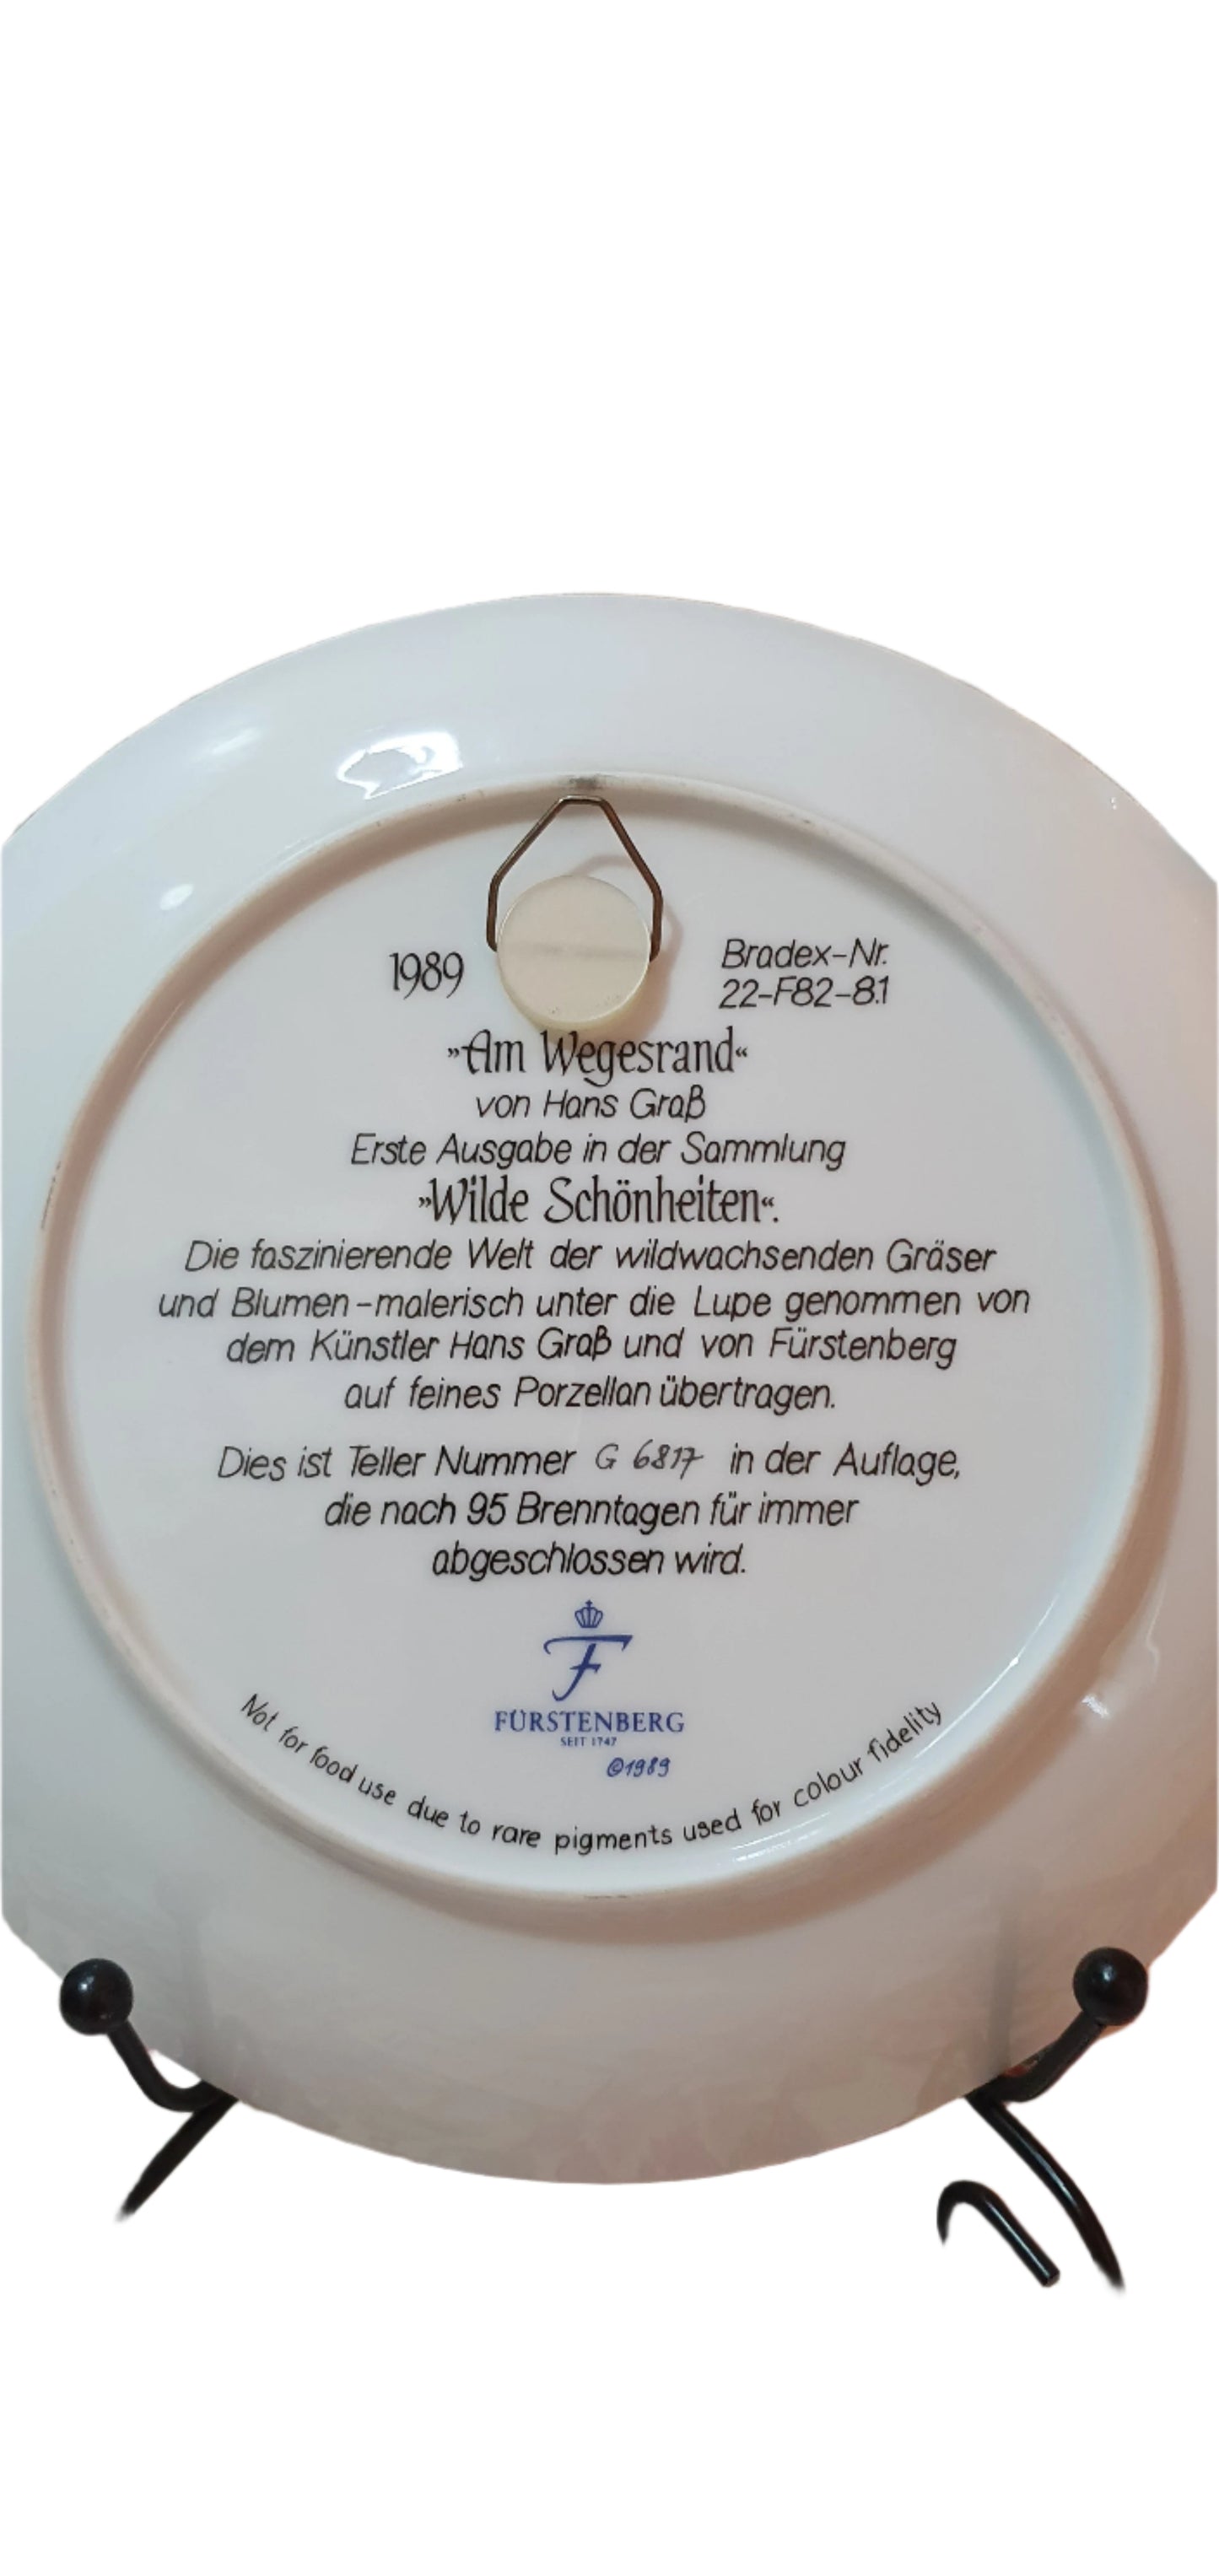 1989
Bradex-Nr.
22-F82-8.1
»Am Wegesrand«
von Hans Graß
Erste Ausgabe in der Sammlung
»Wilde Schönheiten«.
Die faszinierende Welt der wildwachsenden Gräser
und Blumen-malerisch unter die Lupe genommen von
dem Künstler Hans Graß und von Fürstenberg
auf feines Porzellan übertragen.
Dies ist Teller Nummer G 6817 in der Auflage,
die nach 95 Brenntagen für immer
abgeschlossen wird.
F
FÜRSTENBERG
SEIT 1747
©1989
Not for food use due to rare pigments used for colour fidelity